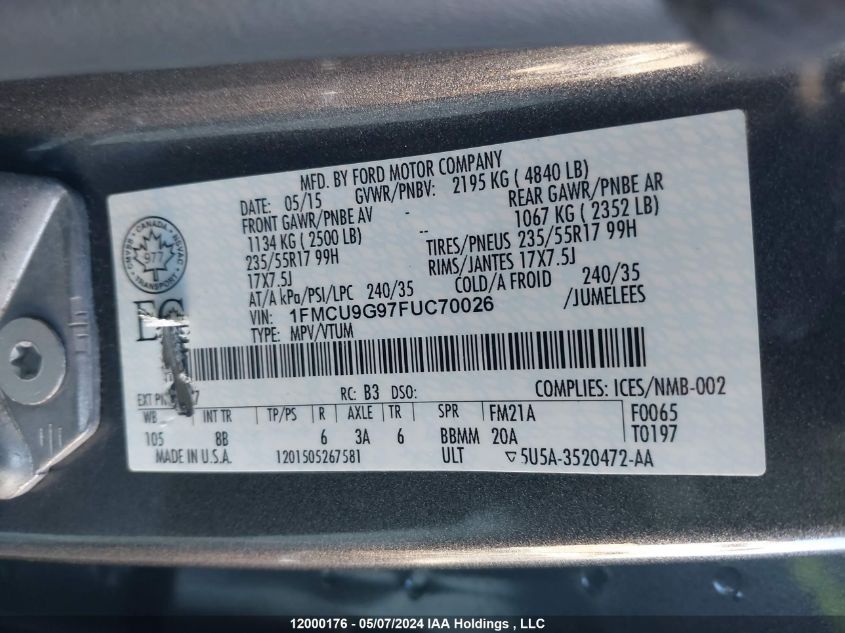 MFD. BY FORD MOTOR COMPANY
DATE: 05/15 GVWR/PNBV: 2195 KG ( 4840 LB)
FRONT GAWR/PNBE AV - REAR GAWR/PNBE AR
1134 KG ( 2500 LB) -- 1067 KG ( 2352 LB)
235/55R17 99H TIRES/PNEUS 235/55R17 99H
17X7.5J RIMS/JANTES 17X7.5J
AT/A kPa/PSI/LPC 240/35 COLD/A FROID 240/35
VIN: 1FMCU9G97FUC70026 /JUMELEES
TYPE: MPV/VTUM
CANADA
977
TRANSPORT
EXT 7 RC: B3 DSO: COMPLIES: ICES/NMB-002
WB INT TR TP/PS R AXLE TR SPR FM21A F0065
105 8B 6 3A 6 BBMM 20A T0197
MADE IN U.S.A. 1201505267581 ULT ▽5U5A-3520472-AA
12000176 - 05/07/2024 IAA Holdings , LLC